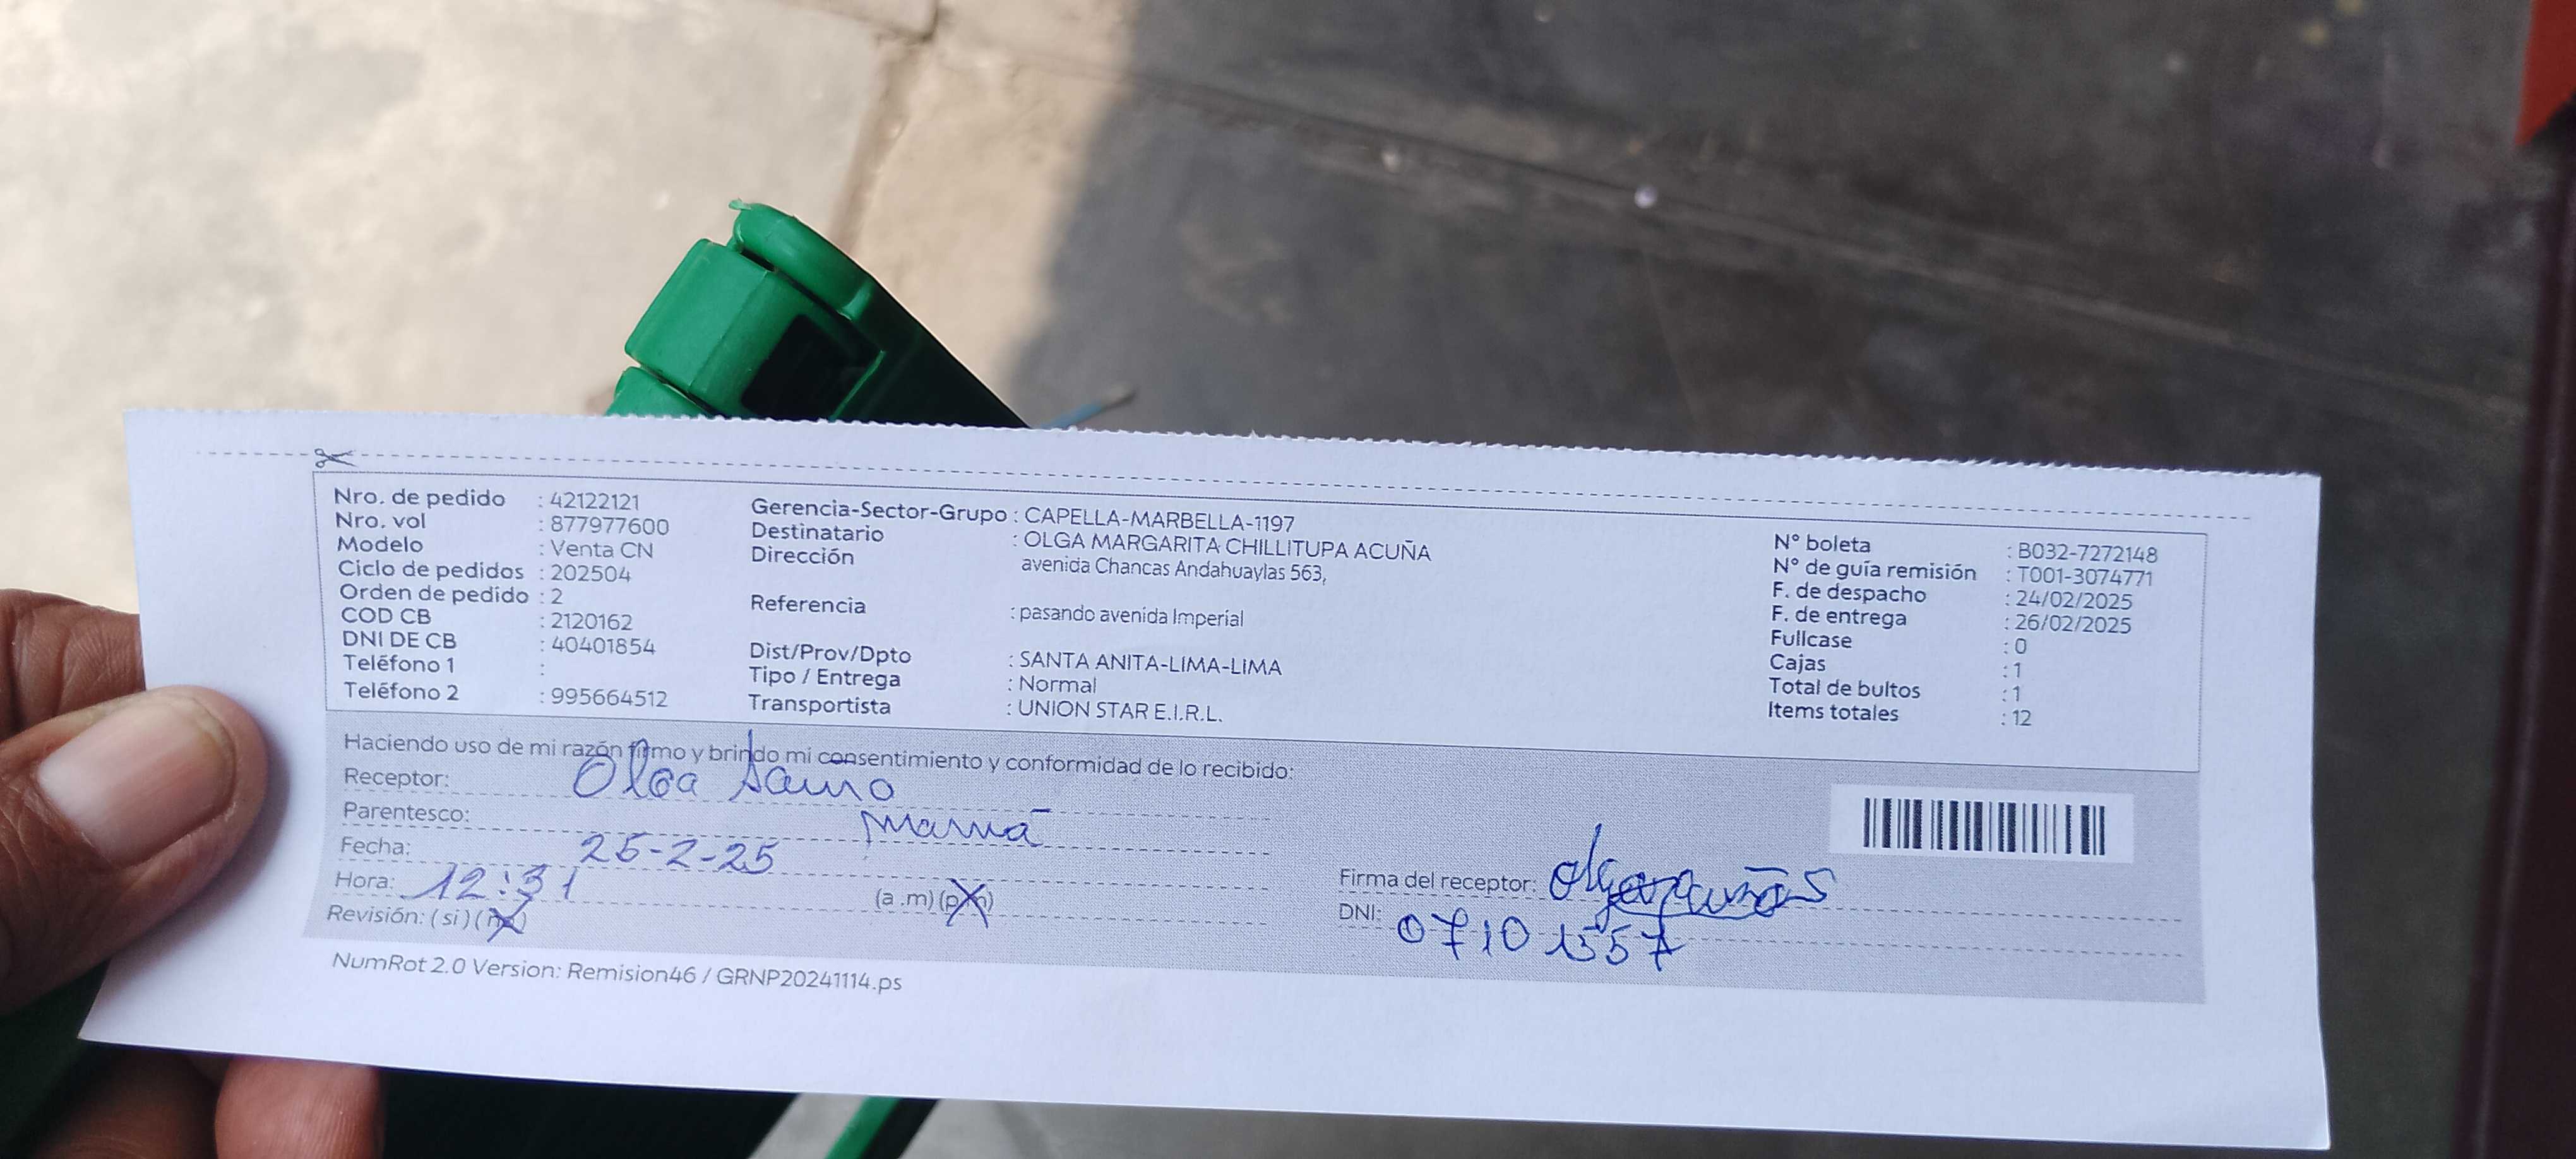 Nro. de pedido : 42122121
Nro. vol : 877977600
Modelo : Venta CN
Ciclo de pedidos : 202504
Orden de pedido : 2
COD CB : 2120162
DNI DE CB : 40401854
Teléfono 1 :
Teléfono 2 : 995664512
Gerencia-Sector-Grupo : CAPELLA-MARBELLA-1197
Destinatario : OLGA MARGARITA CHILLITUPA ACUÑA
Dirección avenida Chancas Andahuaylas 563,
Referencia : pasando avenida Imperial
Dist/Prov/Dpto : SANTA ANITA-LIMA-LIMA
Tipo / Entrega : Normal
Transportista : UNION STAR E.I.R.L.
N° boleta : B032-7272148
N° de guía remisión : T001-3074771
F. de despacho : 24/02/2025
F. de entrega : 26/02/2025
Fullcase : 0
Cajas : 1
Total de bultos : 1
Items totales : 12
Haciendo uso de mi razón firmo y brindo mi consentimiento y conformidad de lo recibido:
Receptor: Olga
Parentesco: mamá
Fecha: 25-2-25
Hora: 12:31 (a .m) (p.m)
Revisión: ( si ) ( no )
Firma del receptor:
DNI: 07101557
NumRot 2.0 Version: Remision46 / GRNP20241114.ps